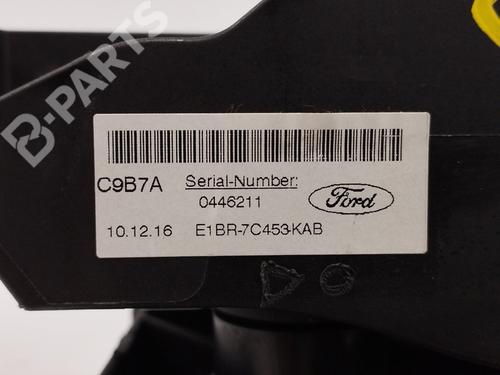 B-PARTS
C9B7A Serial-Number:
0446211
Ford
10.12.16 E1BR-7C453-KAB